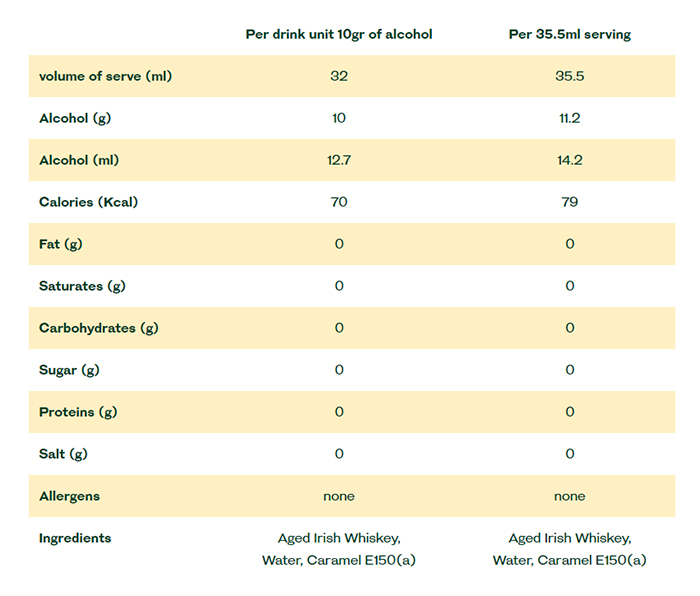 Per drink unit 10gr of alcohol Per 35.5ml serving
volume of serve (ml) 32 35.5
Alcohol (g) 10 11.2
Alcohol (ml) 12.7 14.2
Calories (Kcal) 70 79
Fat (g) 0 0
Saturates (g) 0 0
Carbohydrates (g) 0 0
Sugar (g) 0 0
Proteins (g) 0 0
Salt (g) 0 0
Allergens none none
Ingredients Aged Irish Whiskey, Aged Irish Whiskey,
Water, Caramel E150(a) Water, Caramel E150(a)